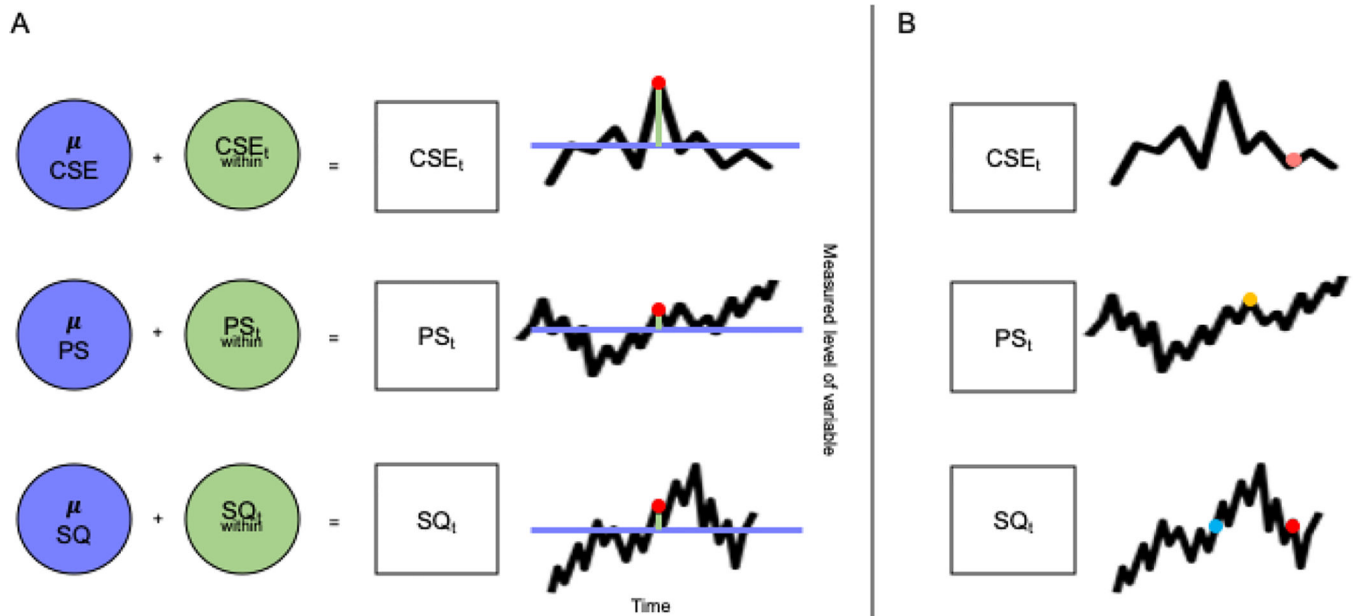 A
μ
CSE
+
CSEt
within
=
CSEt
μ
PS
+
PSt
within
=
PSt
μ
SQ
+
SQt
within
=
SQt
Measured level of variable
Time
B
CSEt
PSt
SQt